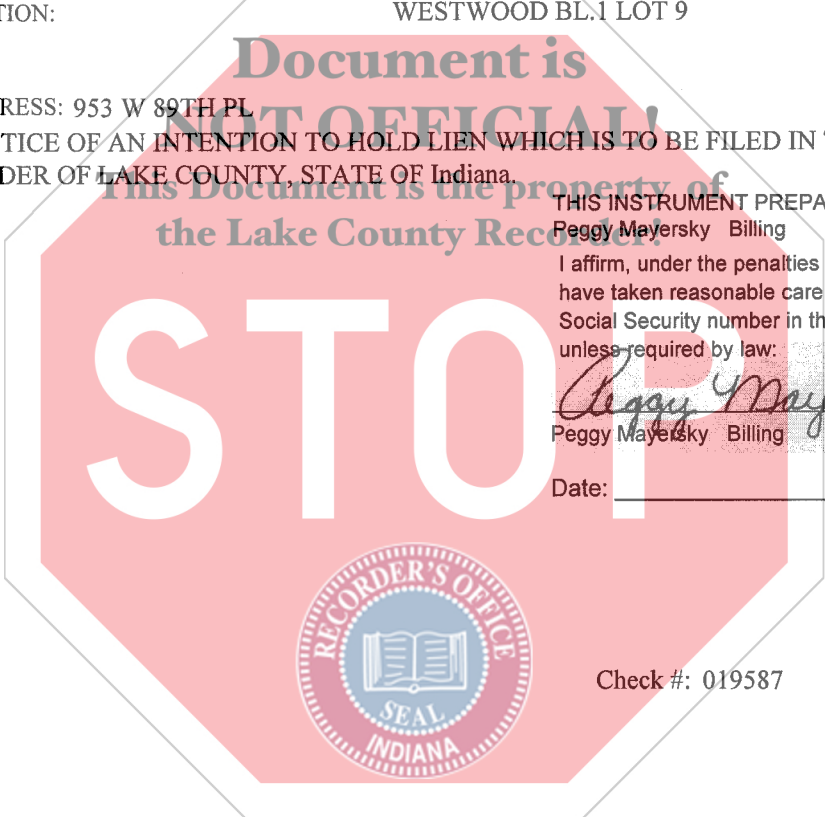 TION: WESTWOOD BL.1 LOT 9
Document is
RESS: 953 W 89TH PL
NOT OFFICIAL!
TICE OF AN INTENTION TO HOLD LIEN WHICH IS TO BE FILED IN
DER OF LAKE COUNTY, STATE OF Indiana.
This Document is the property of
the Lake County Recorder!
THIS INSTRUMENT PREPA
Peggy Mayersky Billing
I affirm, under the penalties
have taken reasonable care
Social Security number in th
unless required by law:
Peggy May
Peggy Mayersky Billing
Date:
STOP
RECORDER'S OFFICE
SEAL
INDIANA
Check #: 019587